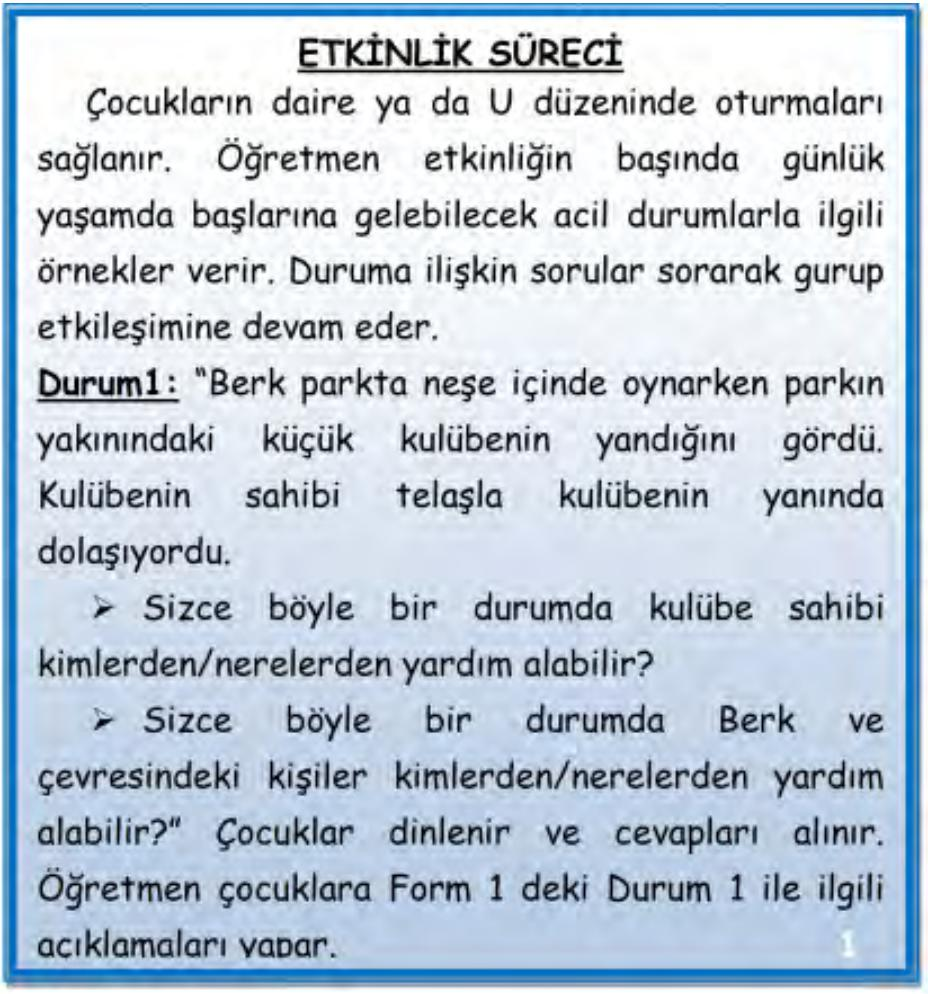 ETKİNLİK SÜRECİ
Çocukların daire ya da U düzeninde oturmaları
sağlanır. Öğretmen etkinliğin başında günlük
yaşamda başlarına gelebilecek acil durumlarla ilgili
örnekler verir. Duruma ilişkin sorular sorarak gurup
etkileşimine devam eder.
Durum1: "Berk parkta neşe içinde oynarken parkın
yakınındaki küçük kulübenin yandığını gördü.
Kulübenin sahibi telaşla kulübenin yanında
dolaşıyordu.
➢ Sizce böyle bir durumda kulübe sahibi
kimlerden/nerelerden yardım alabilir?
➢ Sizce böyle bir durumda Berk ve
çevresindeki kişiler kimlerden/nerelerden yardım
alabilir?" Çocuklar dinlenir ve cevapları alınır.
Öğretmen çocuklara Form 1 deki Durum 1 ile ilgili
açıklamaları yapar.
1